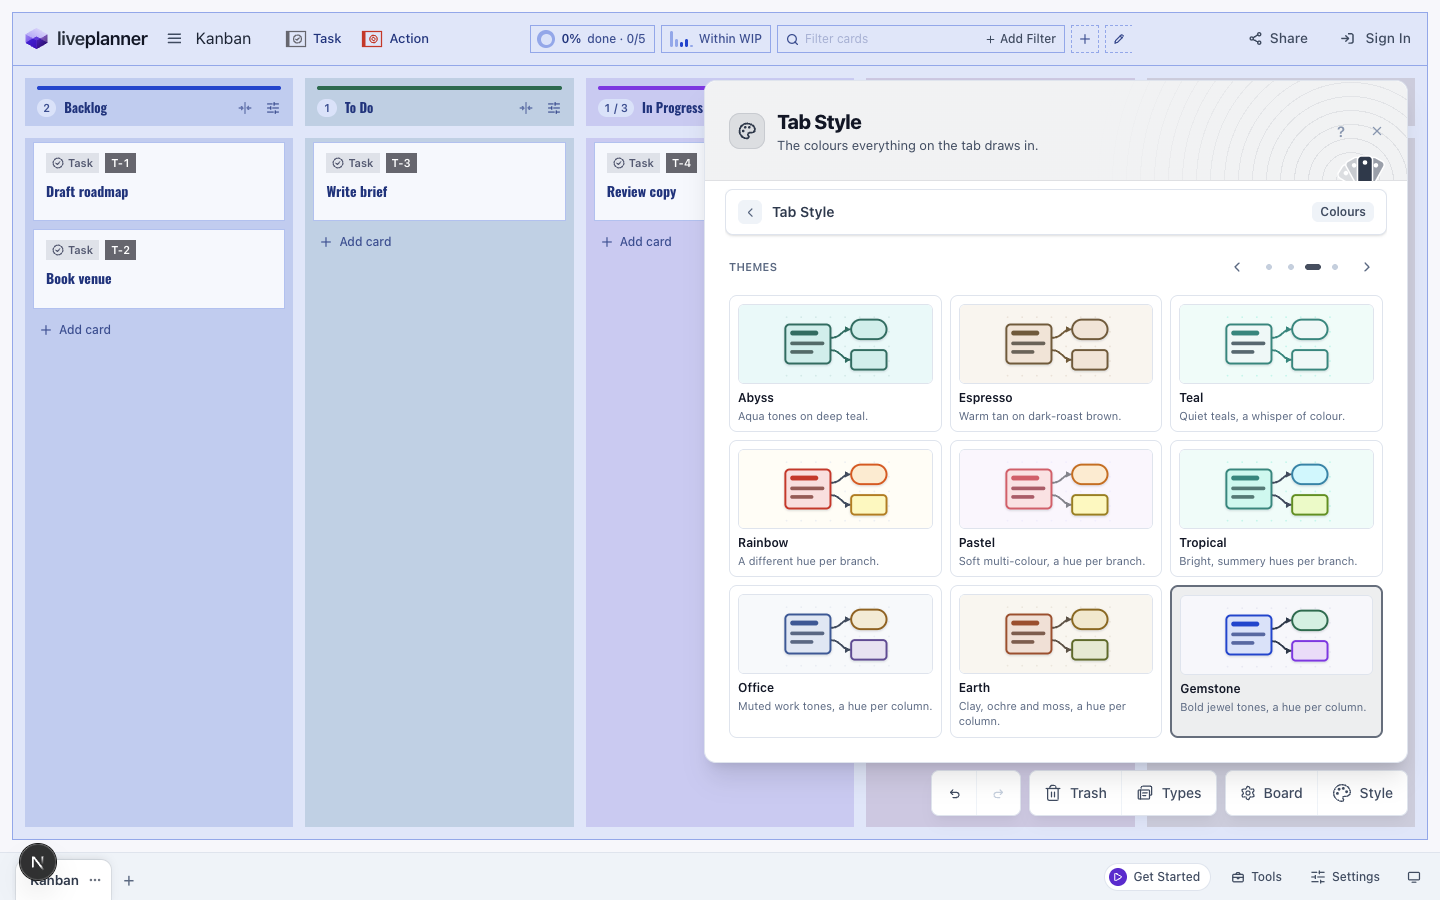 liveplanner
Kanban
Task
Action
0% done · 0/5
Within WIP
Filter cards
Add Filter
Share
Sign In
2 Backlog
1 To Do
1 / 3 In Progress
Task T-1
Draft roadmap
Task T-2
Book venue
Add card
Task T-3
Write brief
Add card
Task T-4
Review copy
Add card
Tab Style
The colours everything on the tab draws in.
?
Tab Style
Colours
THEMES
Abyss
Aqua tones on deep teal.
Espresso
Warm tan on dark-roast brown.
Teal
Quiet teals, a whisper of colour.
Rainbow
A different hue per branch.
Pastel
Soft multi-colour, a hue per branch.
Tropical
Bright, summery hues per branch.
Office
Muted work tones, a hue per column.
Earth
Clay, ochre and moss, a hue per
column.
Gemstone
Bold jewel tones, a hue per column.
Trash
Types
Board
Style
N
Kanban
Get Started
Tools
Settings